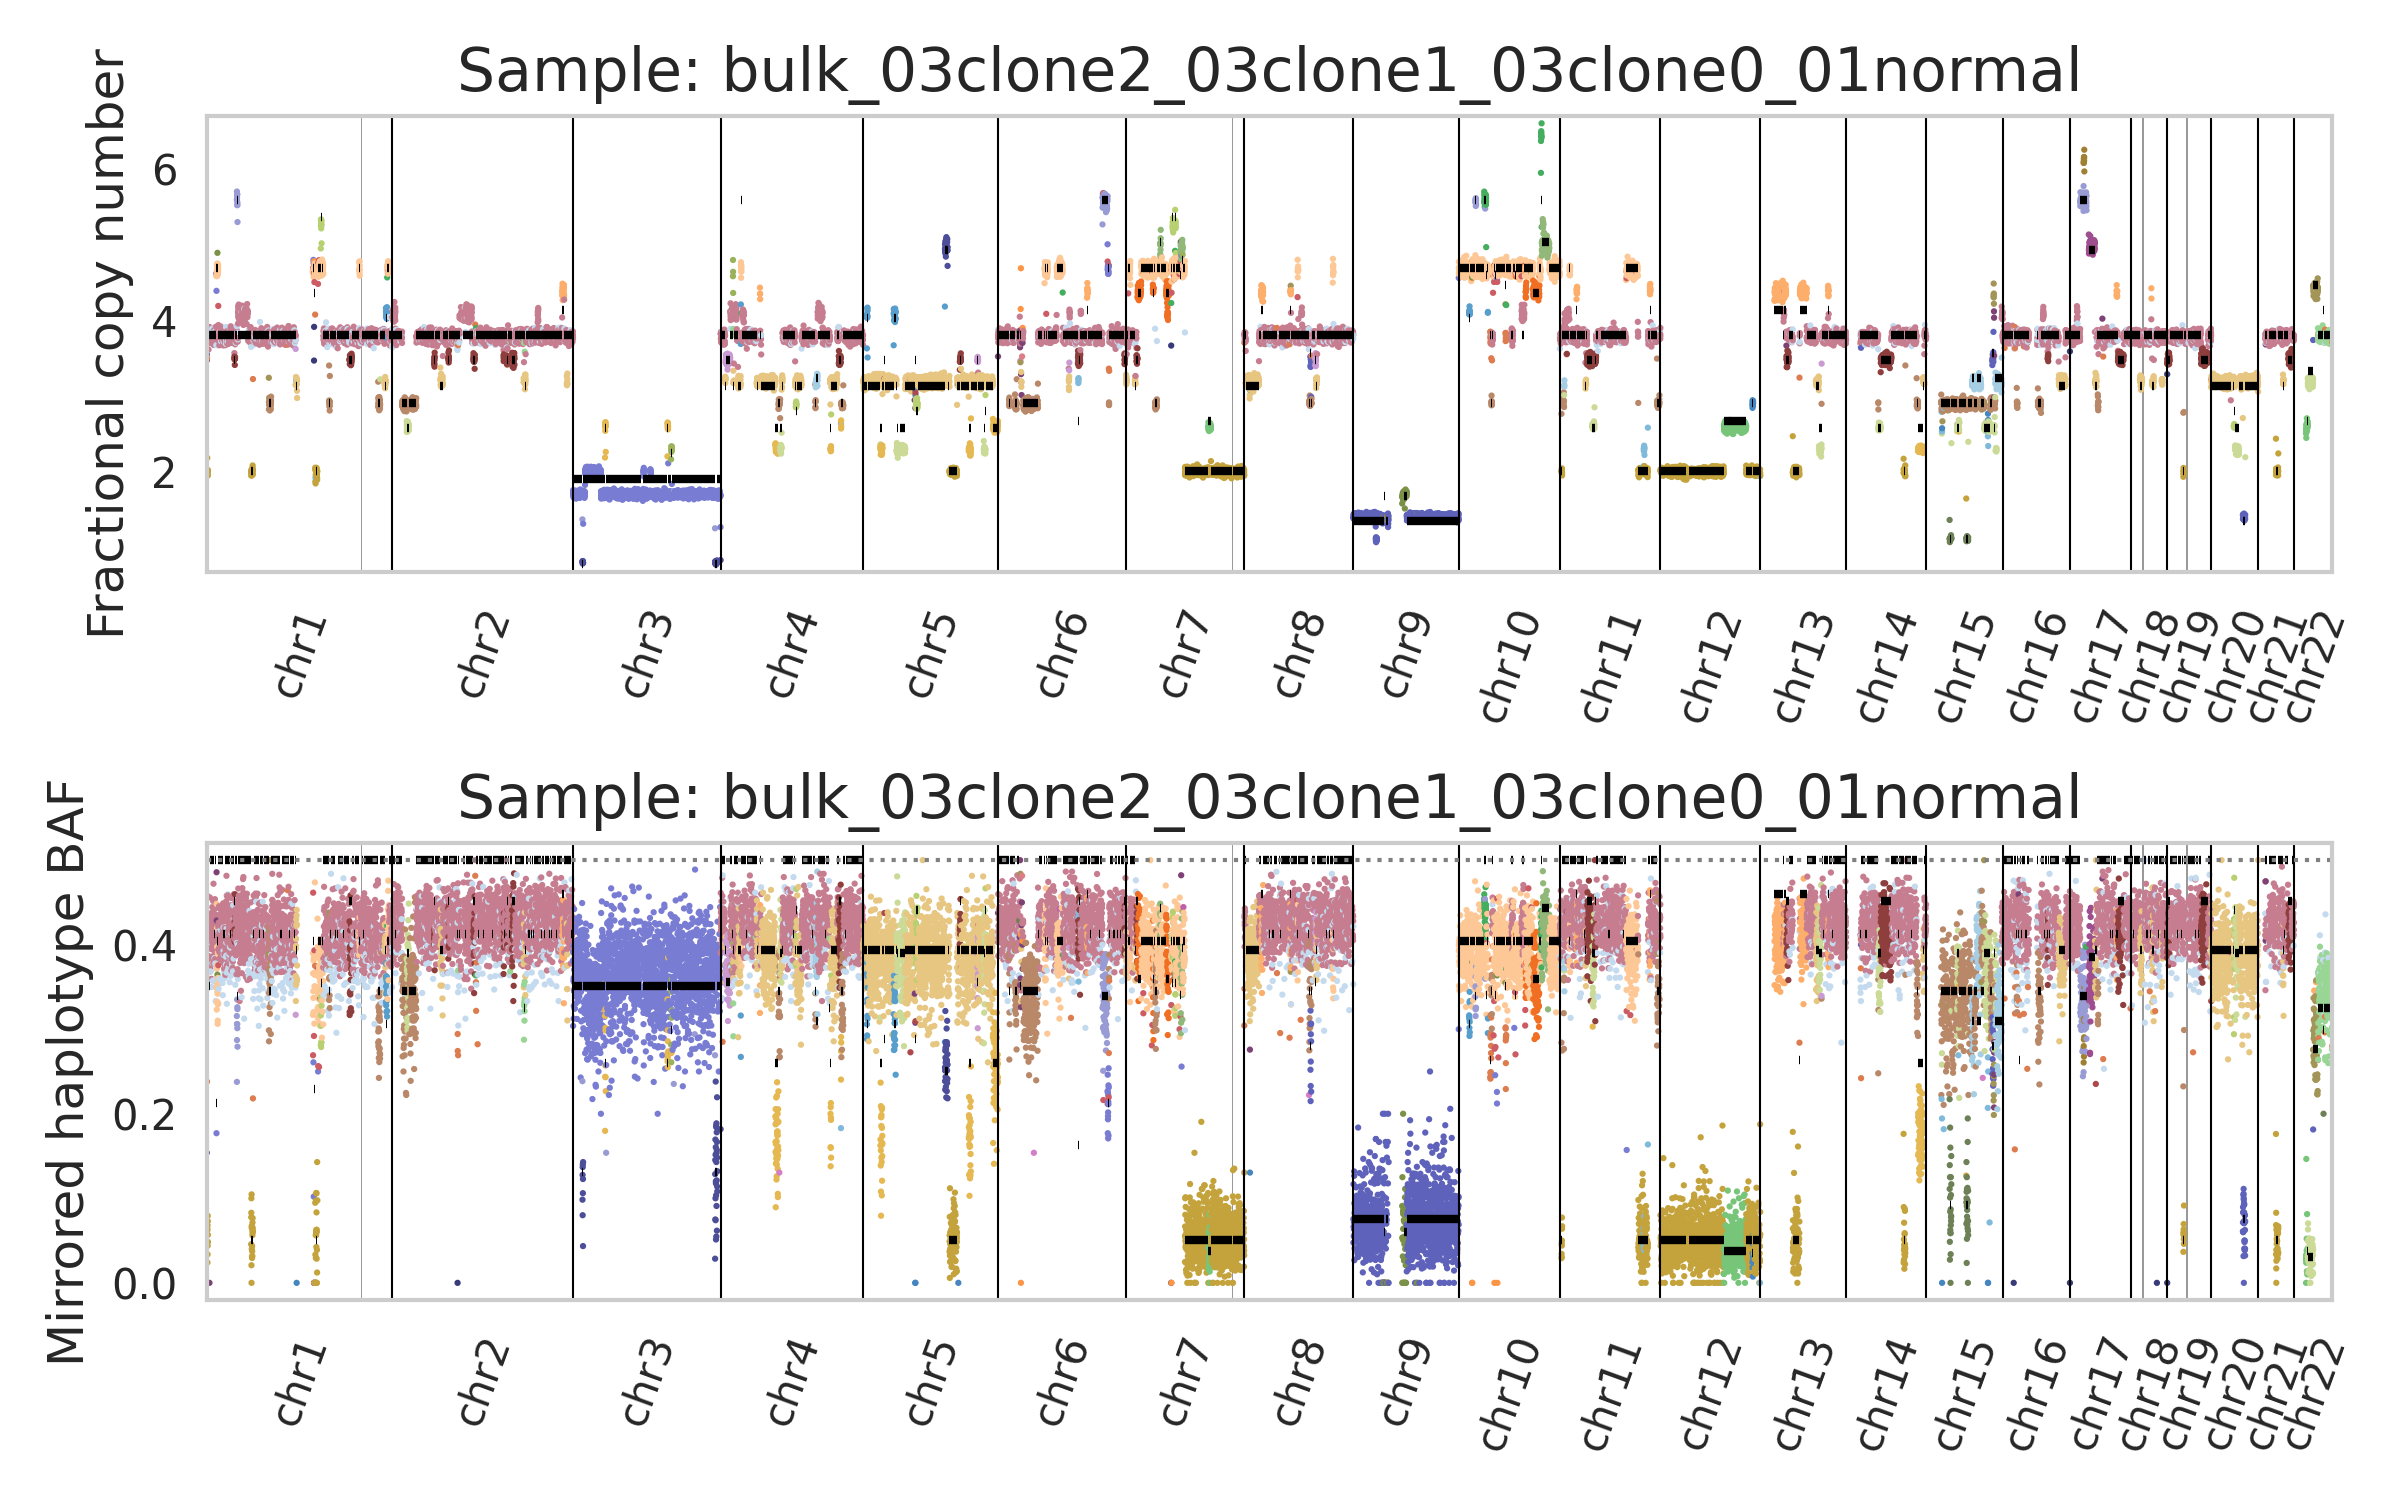 Sample: bulk_03clone2_03clone1_03clone0_01normal
Fractional copy number
6
4
2
chr1 chr2 chr3 chr4 chr5 chr6 chr7 chr8 chr9 chr10 chr11 chr12 chr13 chr14 chr15 chr16 chr17 chr18 chr19 chr20 chr21 chr22
Sample: bulk_03clone2_03clone1_03clone0_01normal
Mirrored haplotype BAF
0.4
0.2
0.0
chr1 chr2 chr3 chr4 chr5 chr6 chr7 chr8 chr9 chr10 chr11 chr12 chr13 chr14 chr15 chr16 chr17 chr18 chr19 chr20 chr21 chr22